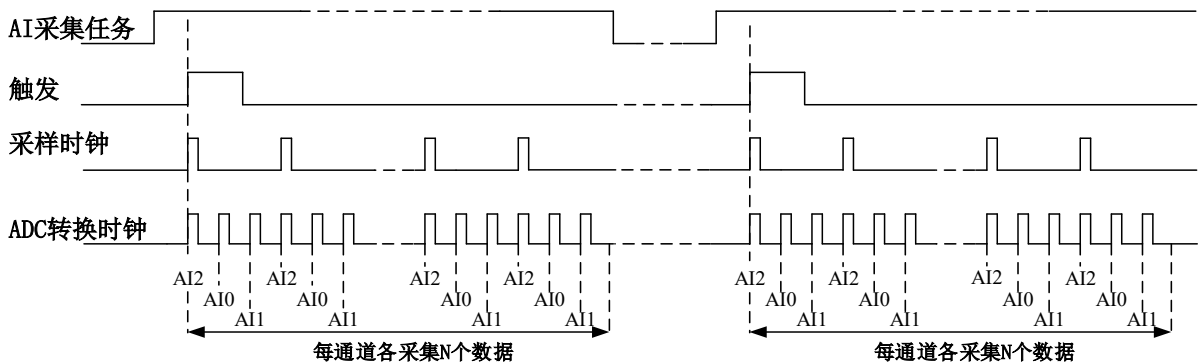 AI采集任务
触发
采样时钟
ADC转换时钟
AI2 AI2 AI2 AI2 AI2 AI2 AI2 AI2
AI0 AI0 AI0 AI0 AI0 AI0 AI0 AI0
AI1 AI1 AI1 AI1 AI1 AI1 AI1 AI1
每通道各采集N个数据 每通道各采集N个数据